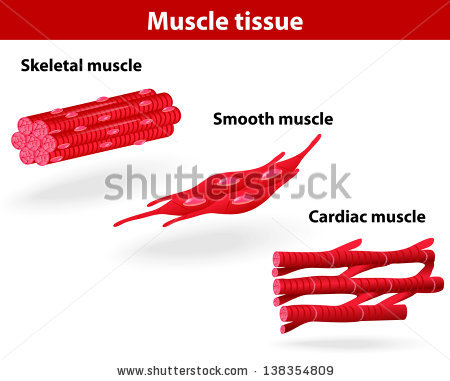 Muscle tissue
Skeletal muscle
Smooth muscle
Cardiac muscle
shutterstock
www.shutterstock.com · 138354809